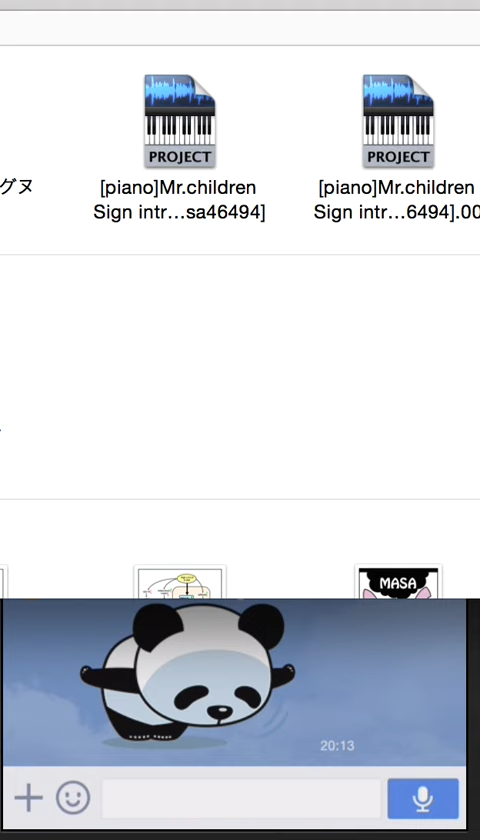 PROJECT
PROJECT
グヌ
[piano]Mr.children
Sign intr…sa46494]
[piano]Mr.children
Sign intr…6494].00
MASA
20:13